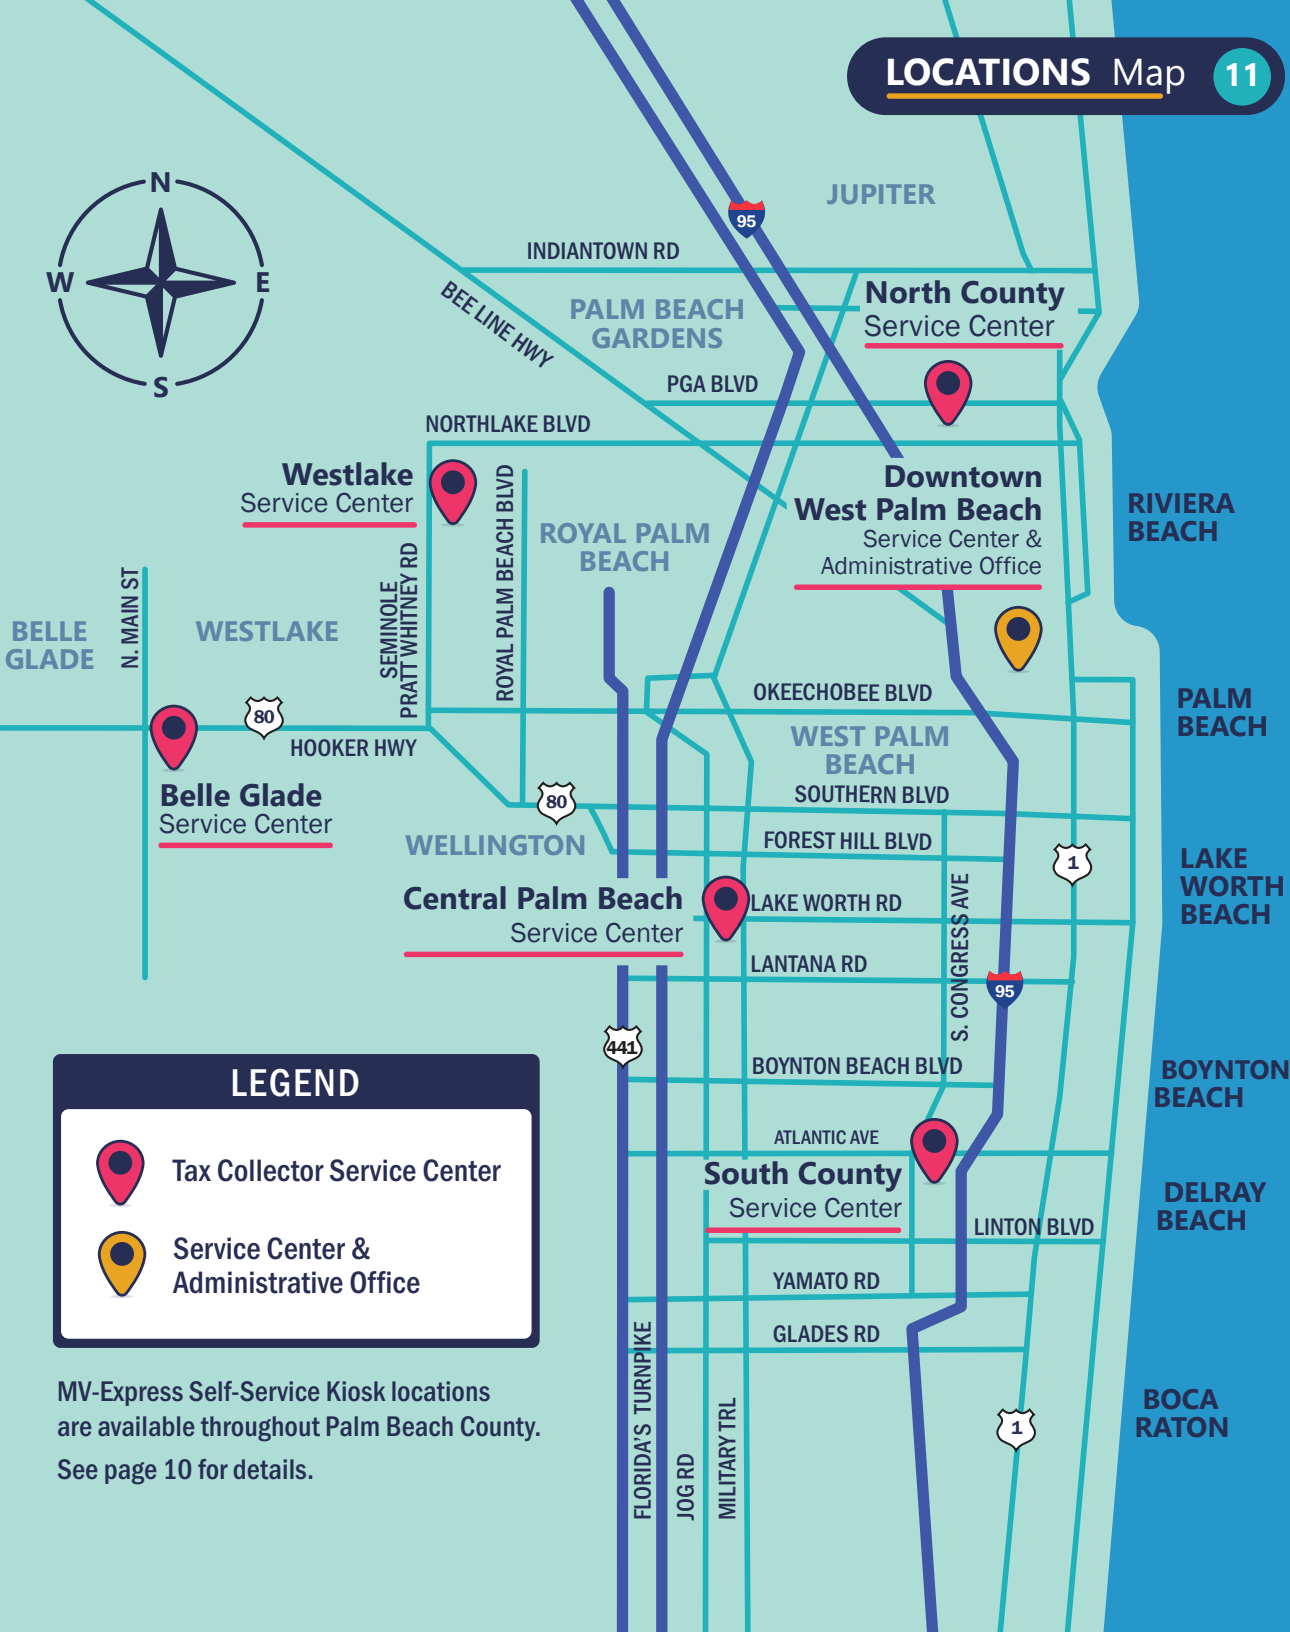 LOCATIONS Map 11
N
W
E
S
JUPITER
95
INDIANTOWN RD
BEE LINE HWY
PALM BEACH
GARDENS
North County
Service Center
PGA BLVD
NORTHLAKE BLVD
Westlake
Service Center
ROYAL PALM BEACH BLVD
Downtown
West Palm Beach
Service Center &
Administrative Office
RIVIERA
BEACH
ROYAL PALM
BEACH
SEMINOLE
PRATT WHITNEY RD
N. MAIN ST
BELLE
GLADE
WESTLAKE
OKEECHOBEE BLVD
PALM
BEACH
80
HOOKER HWY
WEST PALM
BEACH
Belle Glade
Service Center
80
SOUTHERN BLVD
WELLINGTON
FOREST HILL BLVD
1
LAKE
WORTH
BEACH
Central Palm Beach
Service Center
LAKE WORTH RD
S. CONGRESS AVE
LANTANA RD
95
441
BOYNTON BEACH BLVD
BOYNTON
BEACH
ATLANTIC AVE
South County
Service Center
DELRAY
BEACH
LINTON BLVD
YAMATO RD
GLADES RD
FLORIDA'S TURNPIKE
JOG RD
MILITARY TRL
1
BOCA
RATON
LEGEND
Tax Collector Service Center
Service Center &
Administrative Office
MV-Express Self-Service Kiosk locations
are available throughout Palm Beach County.
See page 10 for details.